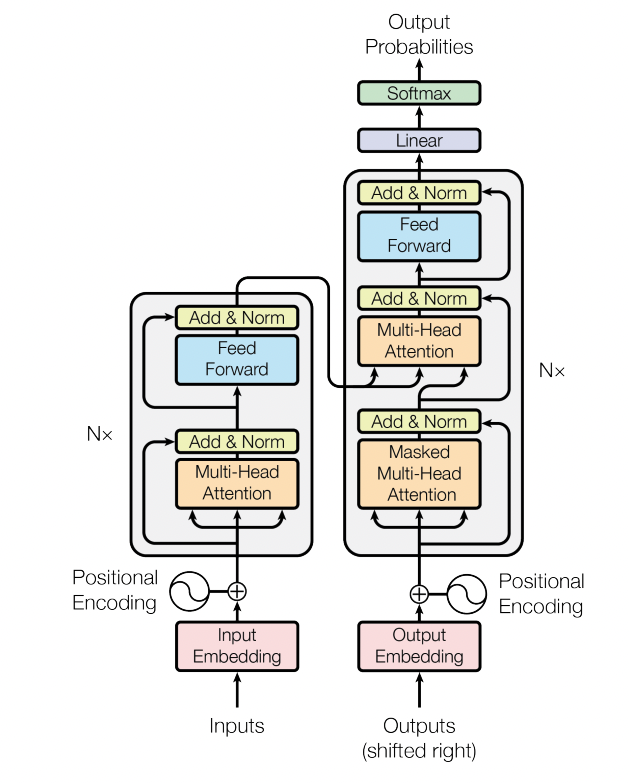 Output
Probabilities
Softmax
Linear
Add & Norm
Feed
Forward
Add & Norm
Multi-Head
Attention
Add & Norm
Masked
Multi-Head
Attention
Nx
Add & Norm
Feed
Forward
Add & Norm
Multi-Head
Attention
Nx
Positional
Encoding
Positional
Encoding
Input
Embedding
Output
Embedding
Inputs
Outputs
(shifted right)